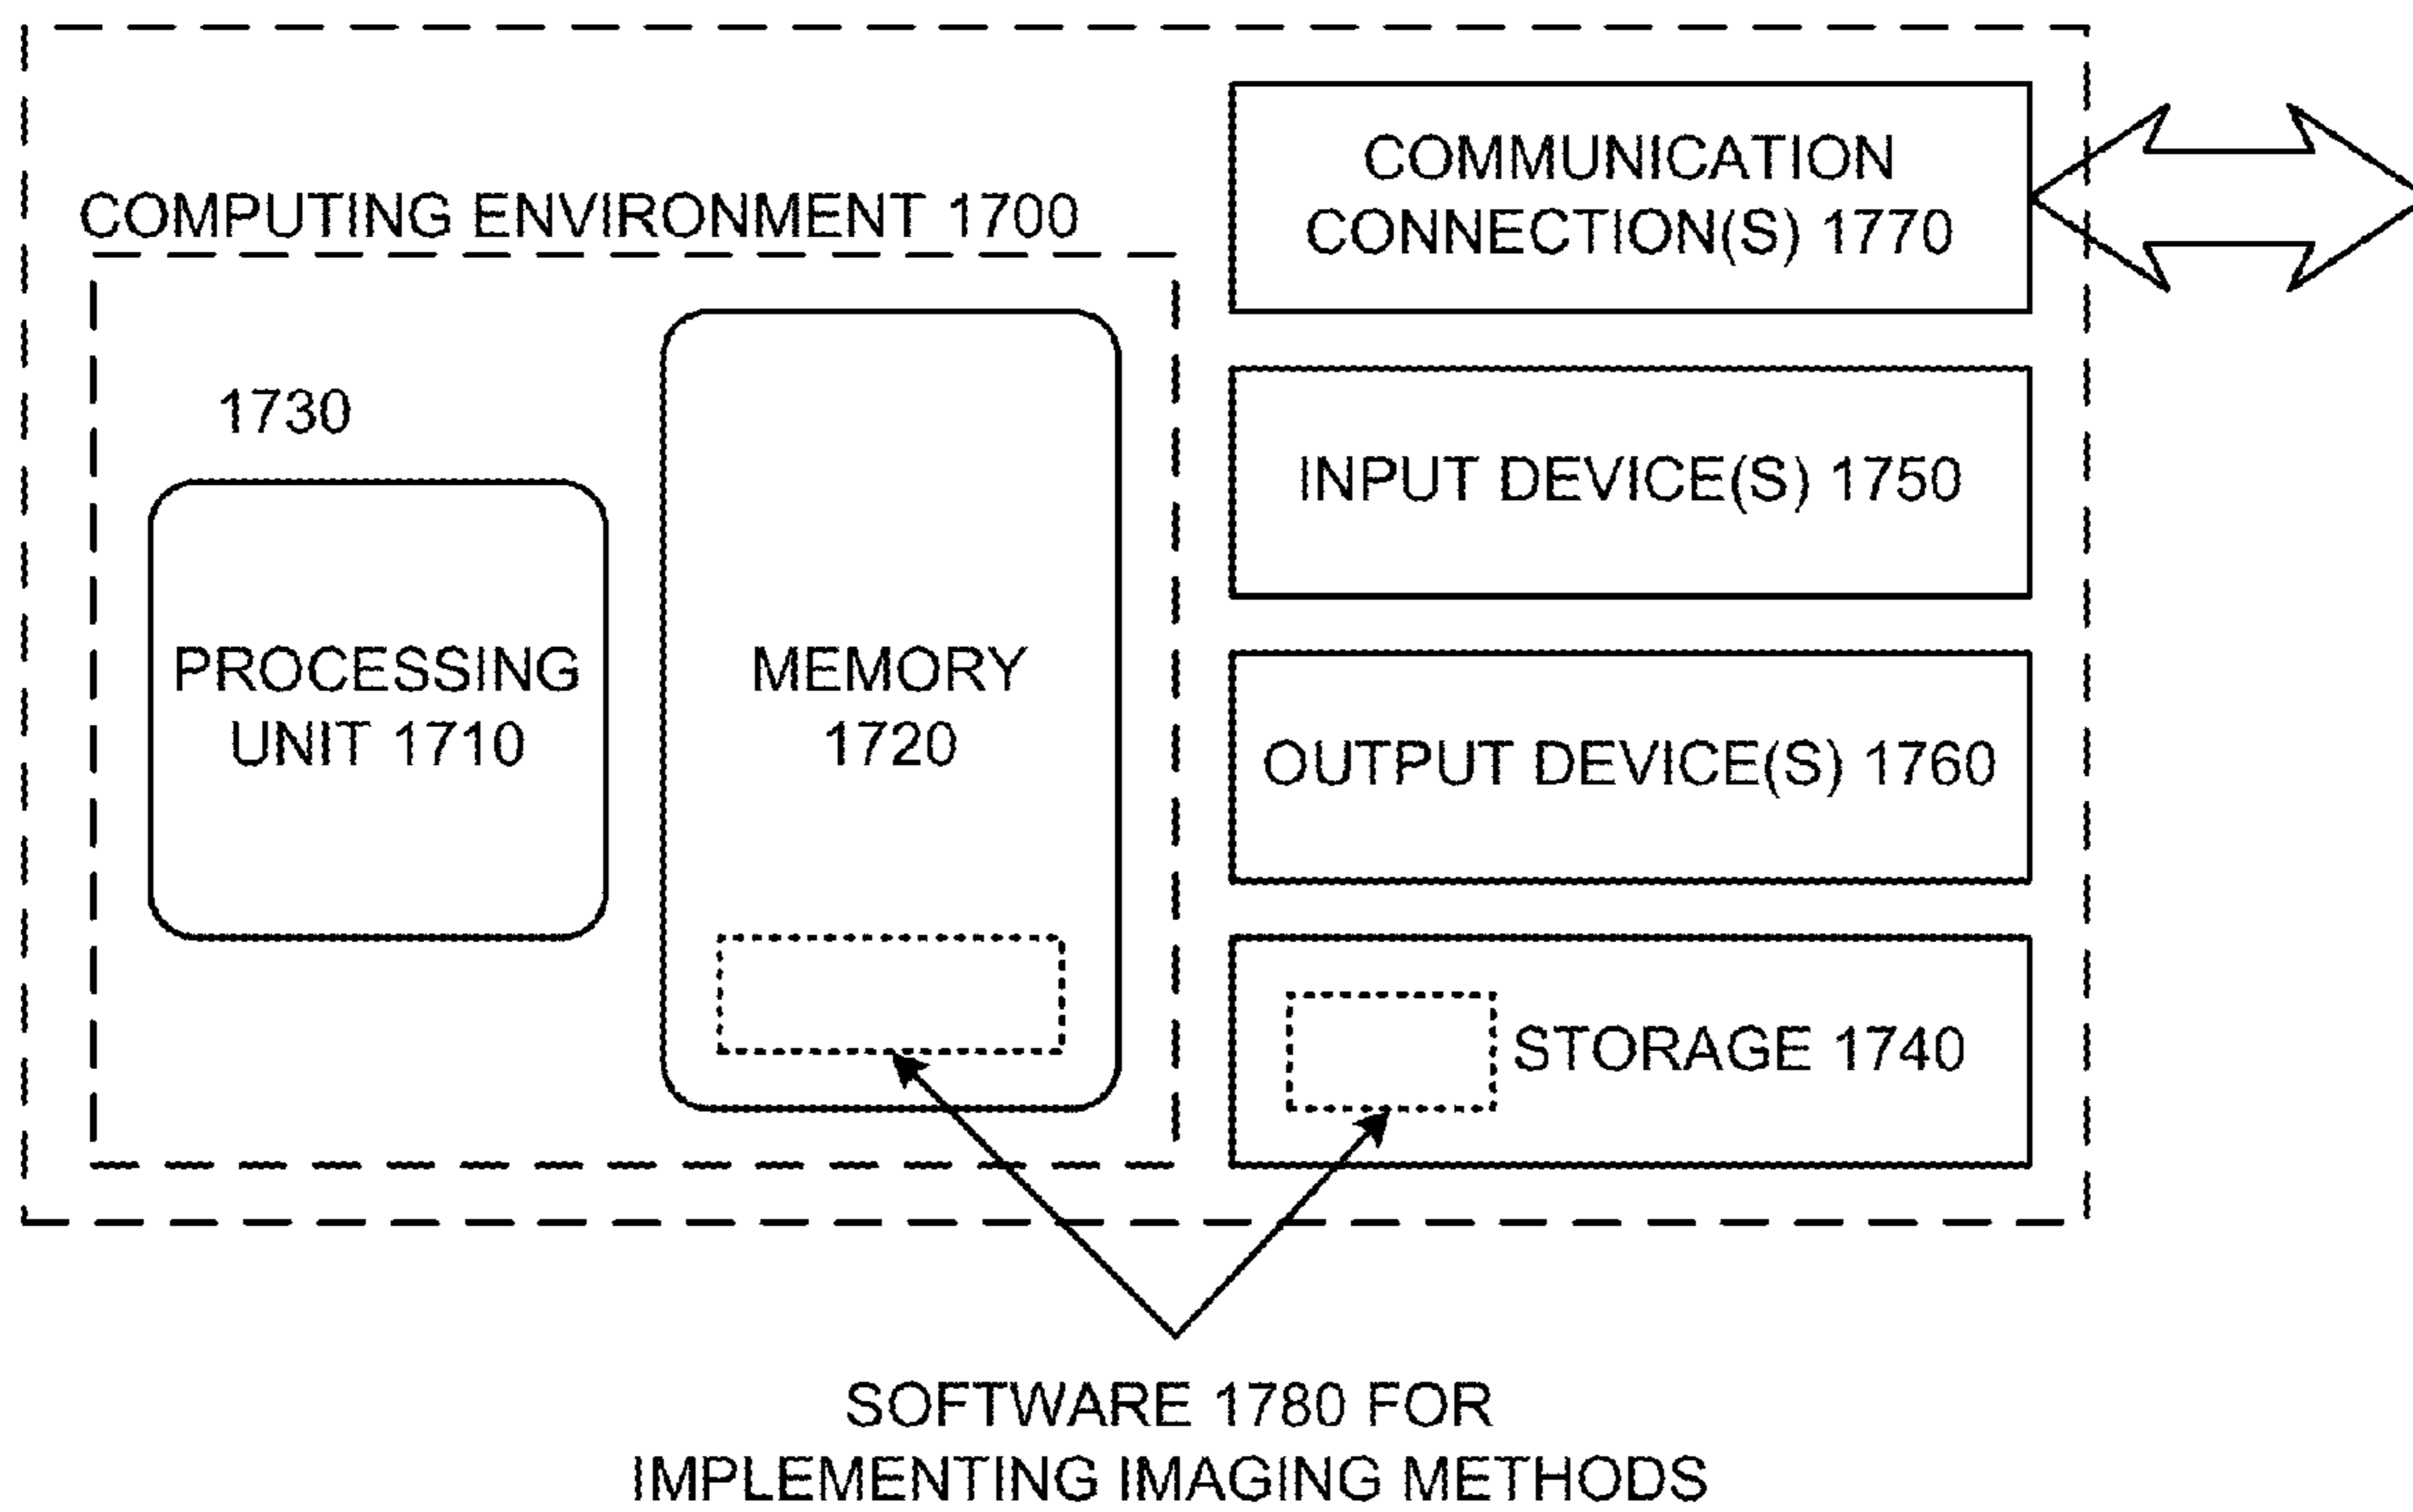 COMPUTING ENVIRONMENT 1700
1730
PROCESSING
UNIT 1710
MEMORY
1720
COMMUNICATION
CONNECTION(S) 1770
INPUT DEVICE(S) 1750
OUTPUT DEVICE(S) 1760
STORAGE 1740
SOFTWARE 1780 FOR
IMPLEMENTING IMAGING METHODS